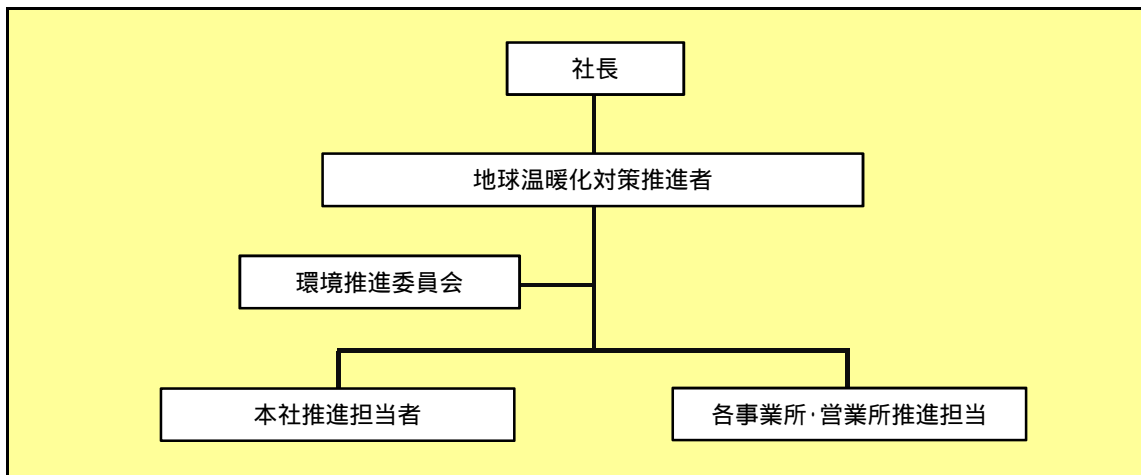 社長
地球温暖化対策推進者
環境推進委員会
本社推進担当者
各事業所・営業所推進担当